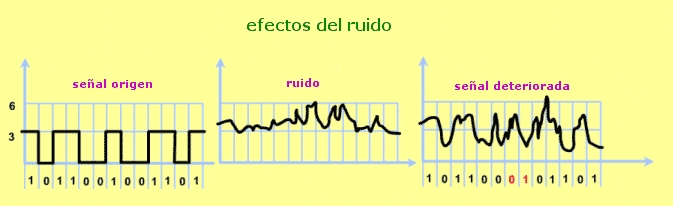 efectos del ruido
señal origen
ruido
señal deteriorada
6
3
1 0 1 1 0 0 1 0 0 1 1 0 1
1 0 1 1 0 0 0 1 0 1 1 0 1